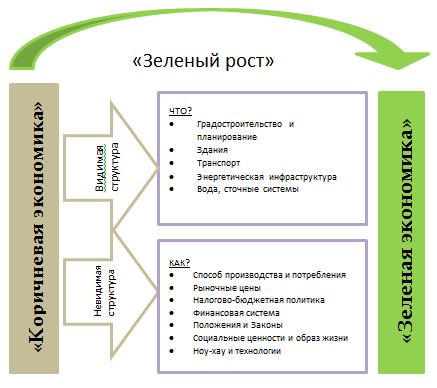 «Зеленый рост»
«Коричневая экономика»
Видимая
структура
ЧТО?
• Градостроительство и
планирование
• Здания
• Транспорт
• Энергетическая инфраструктура
• Вода, сточные системы
Невидимая
структура
КАК?
• Способ производства и потребления
• Рыночные цены
• Налогово-бюджетная политика
• Финансовая система
• Положения и Законы
• Социальные ценности и образ жизни
• Ноу-хау и технологии
«Зеленая экономика»